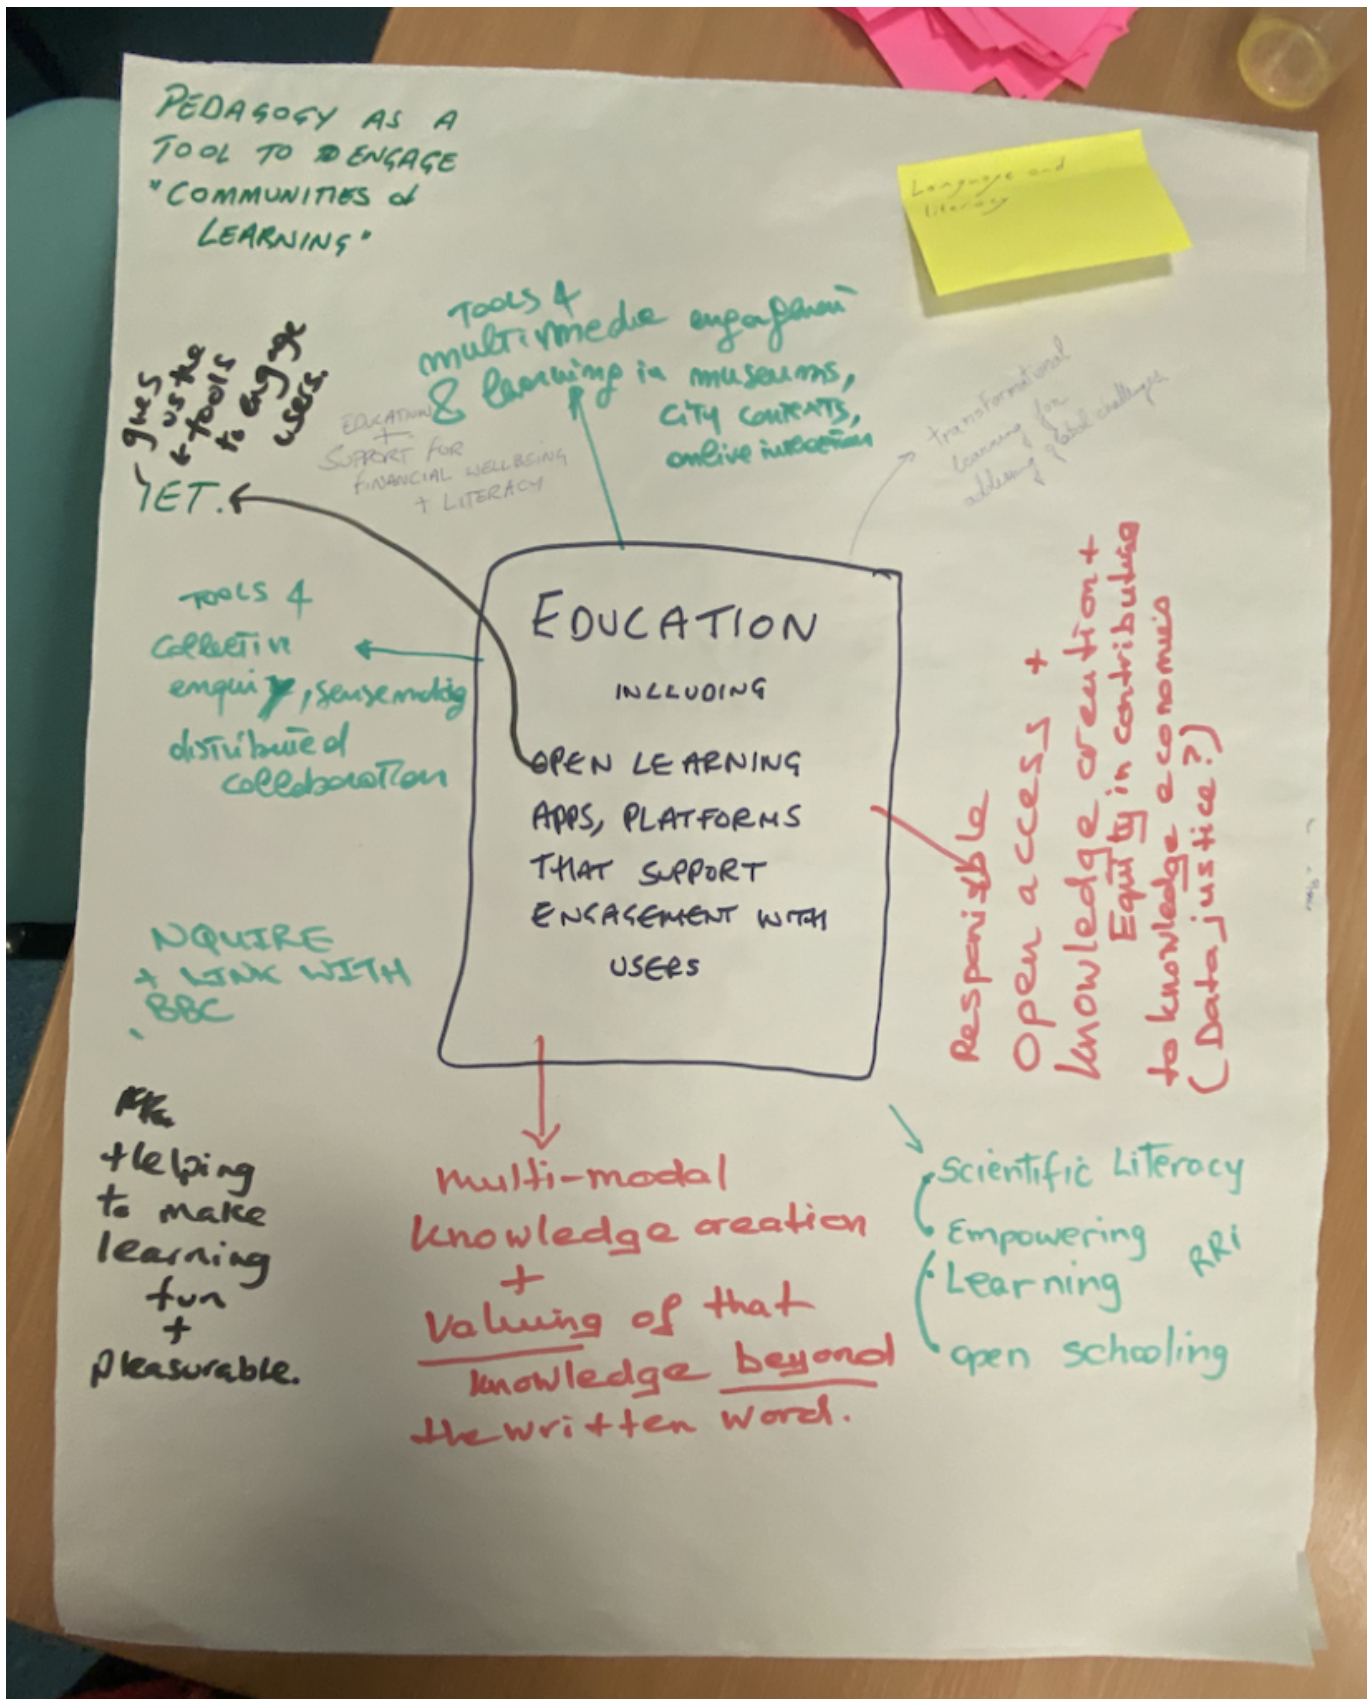 PEDAGOGY AS A
TOOL TO ENGAGE
"COMMUNITIES of
LEARNING"
Language and
literacy
TOOLS 4
multimedia engagement
& learning in museums,
city contexts,
online interaction
gives
us the
tools
to engage
users.
IET.
EDUCATION
+
SUPPORT FOR
FINANCIAL WELLBEING
+ LITERACY
transformational
learning for
addressing global challenges
TOOLS 4
collective
enquiry, sensemaking
distributed
collaboration
EDUCATION
INCLUDING
OPEN LEARNING
APPS, PLATFORMS
THAT SUPPORT
ENGAGEMENT WITH
USERS
Responsible
Open access +
knowledge creation +
Equity in contributing
to knowledge economies
(Data justice?)
NQUIRE
+ LINK WITH
BBC
Helping
to make
learning
fun
+
pleasurable.
multi-modal
knowledge creation
+
Valuing of that
knowledge beyond
the written word.
Scientific Literacy
Empowering
Learning
open schooling
RRi